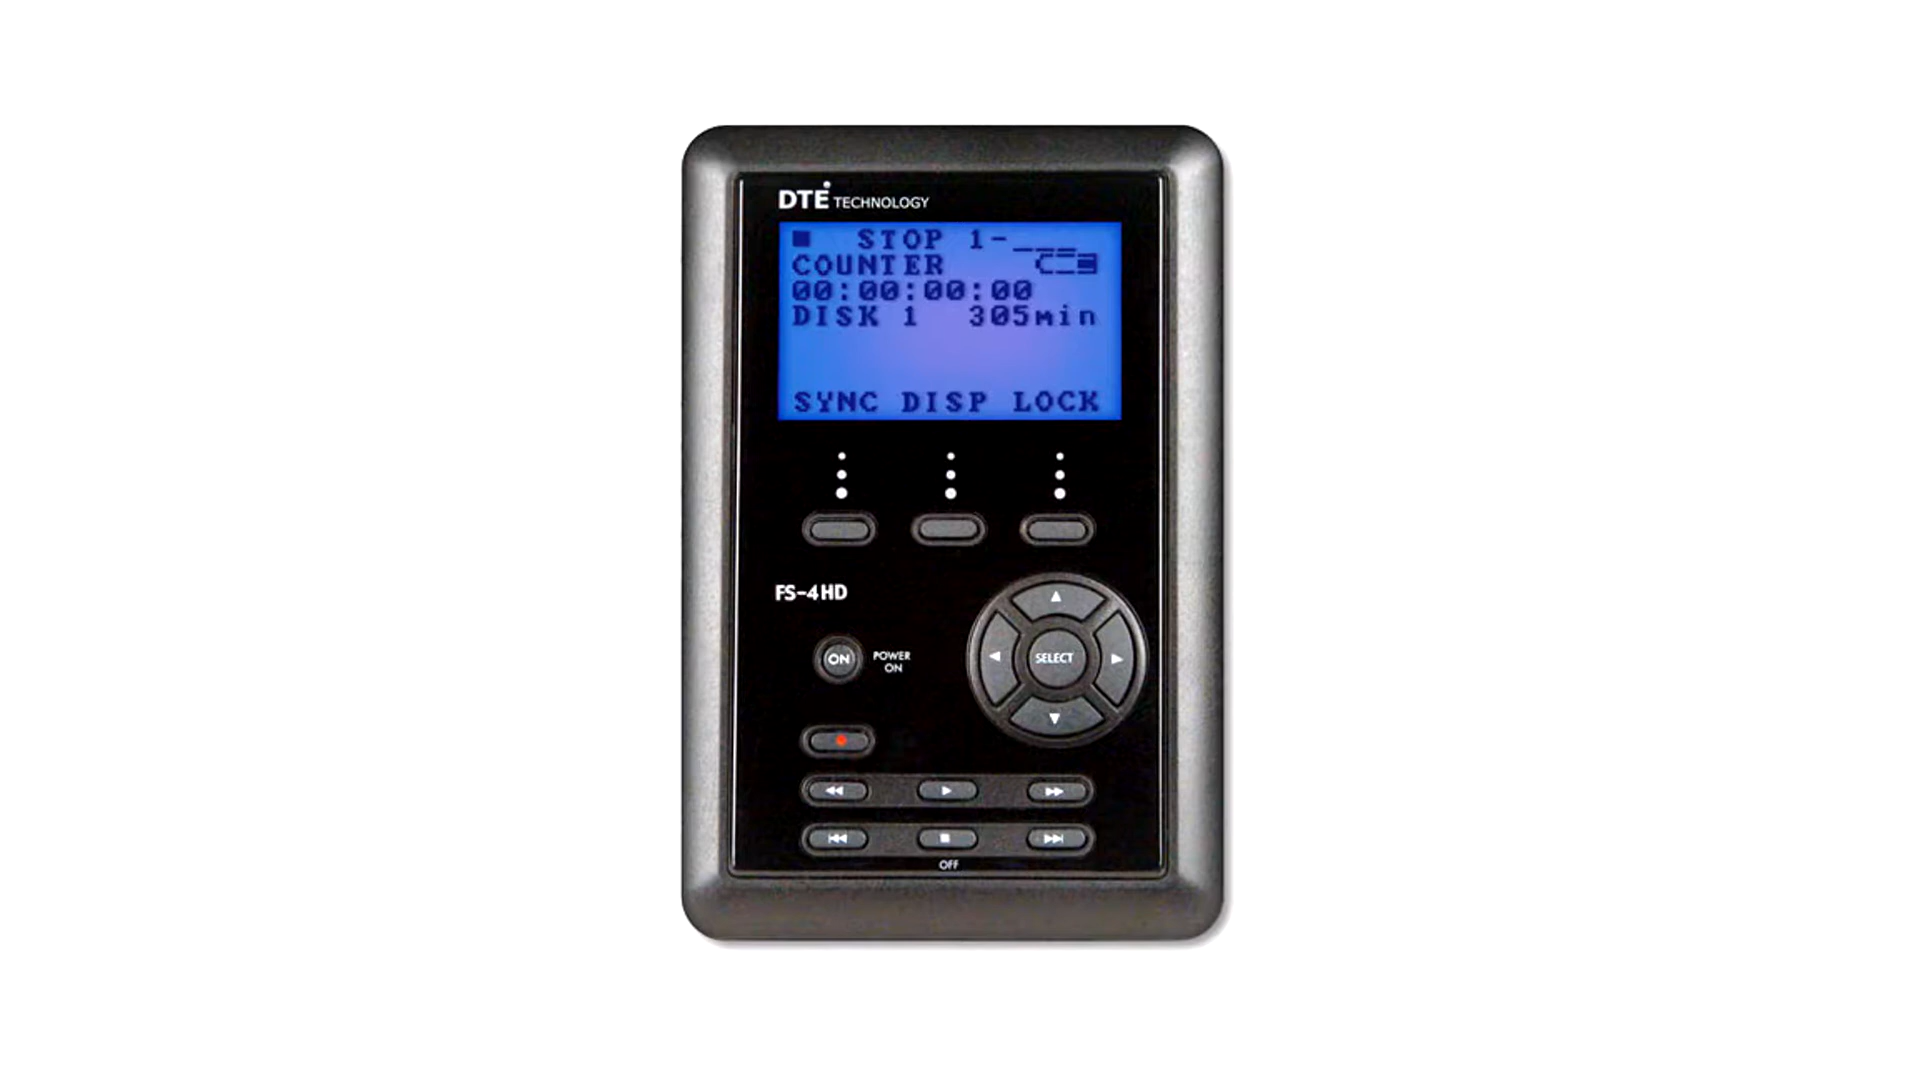 DTE TECHNOLOGY
STOP 1-
COUNTER
00:00:00:00
DISK 1 305min
SYNC DISP LOCK
FS-4HD
ON
POWER
ON
SELECT
OFF